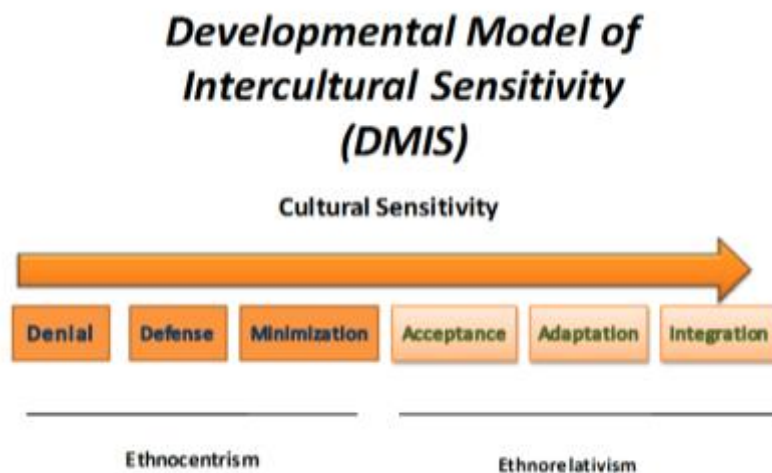 Developmental Model of
Intercultural Sensitivity
(DMIS)
Cultural Sensitivity
Denial Defense Minimization Acceptance Adaptation Integration
Ethnocentrism Ethnorelativism